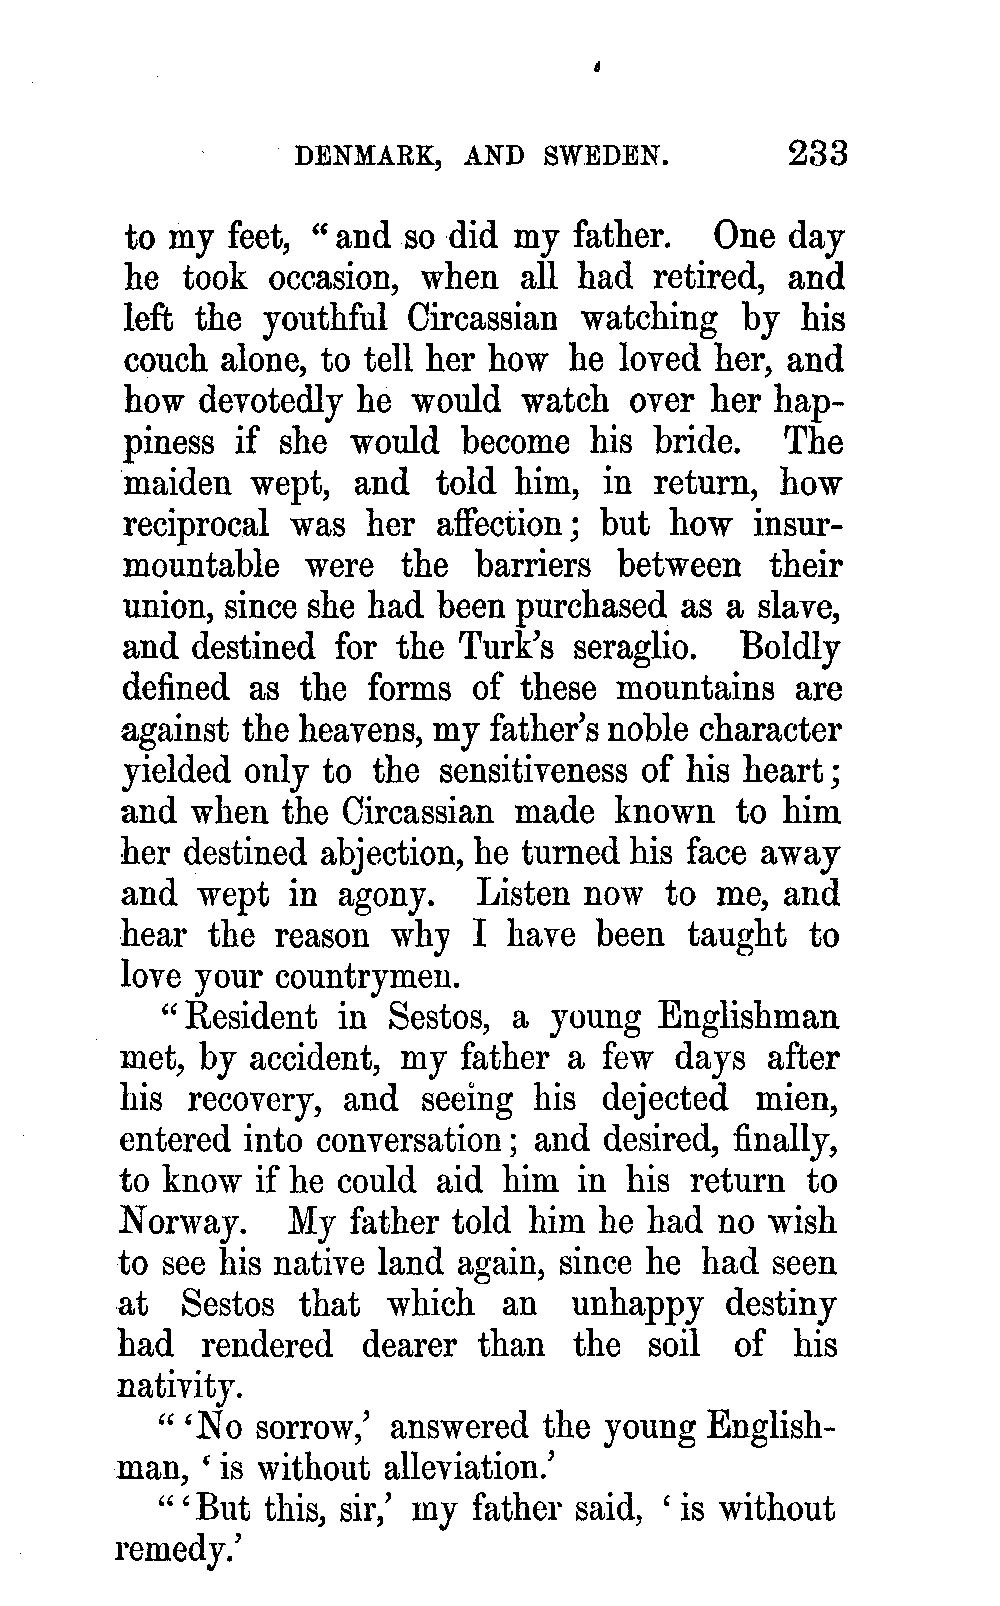 DENMARK, AND SWEDEN. 233
to my feet, "and so did my father. One day
he took occasion, when all had retired, and
left the youthful Circassian watching by his
couch alone, to tell her how he loved her, and
how devotedly he would watch over her hap-
piness if she would become his bride. The
maiden wept, and told him, in return, how
reciprocal was her affection; but how insur-
mountable were the barriers between their
union, since she had been purchased as a slave,
and destined for the Turk's seraglio. Boldly
defined as the forms of these mountains are
against the heavens, my father's noble character
yielded only to the sensitiveness of his heart;
and when the Circassian made known to him
her destined abjection, he turned his face away
and wept in agony. Listen now to me, and
hear the reason why I have been taught to
love your countrymen.
"Resident in Sestos, a young Englishman
met, by accident, my father a few days after
his recovery, and seeing his dejected mien,
entered into conversation; and desired, finally,
to know if he could aid him in his return to
Norway. My father told him he had no wish
to see his native land again, since he had seen
at Sestos that which an unhappy destiny
had rendered dearer than the soil of his
nativity.
"'No sorrow,' answered the young English-
man, 'is without alleviation.'
"'But this, sir,' my father said, 'is without
remedy.'